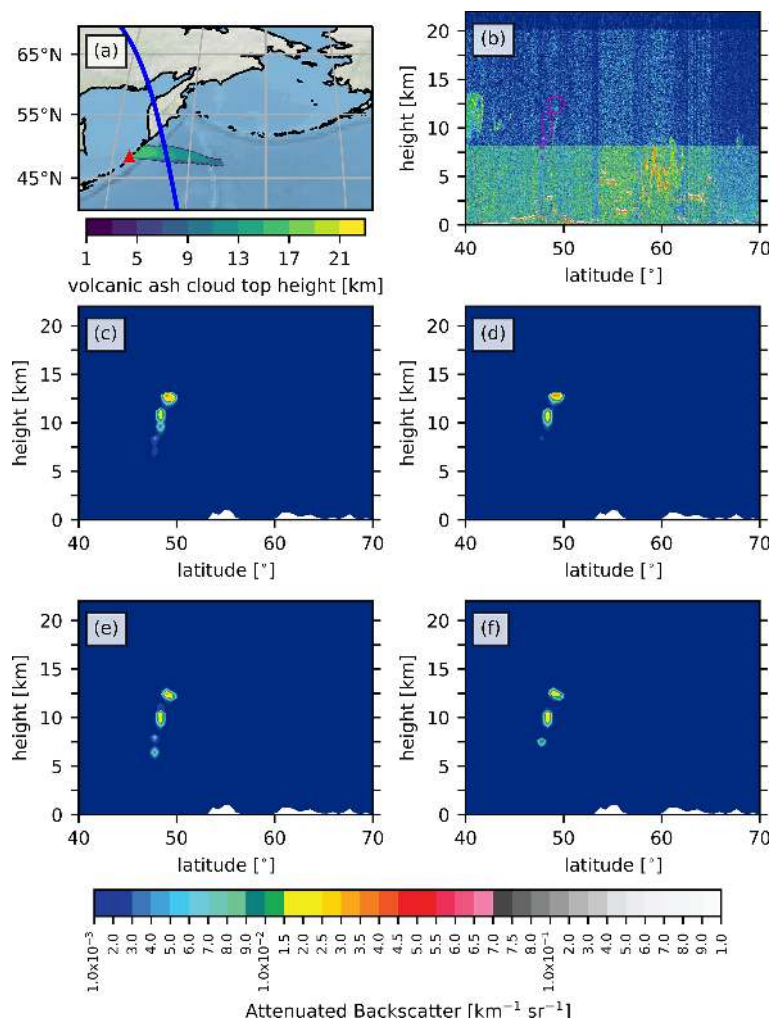 (a)
65°N
55°N
45°N
1 5 9 13 17 21
volcanic ash cloud top height [km]
(b)
height [km]
20
15
10
5
0
40 50 60 70
latitude [°]
(c)
height [km]
20
15
10
5
0
40 50 60 70
latitude [°]
(d)
height [km]
20
15
10
5
0
40 50 60 70
latitude [°]
(e)
height [km]
20
15
10
5
0
40 50 60 70
latitude [°]
(f)
height [km]
20
15
10
5
0
40 50 60 70
latitude [°]
1.0x10⁻³ 2.0 3.0 4.0 5.0 6.0 7.0 8.0 9.0 1.0x10⁻² 1.5 2.0 2.5 3.0 3.5 4.0 4.5 5.0 5.5 6.0 6.5 7.0 7.5 8.0 1.0x10⁻¹ 2.0 3.0 4.0 5.0 6.0 7.0 8.0 9.0 1.0
Attenuated Backscatter [km⁻¹ sr⁻¹]